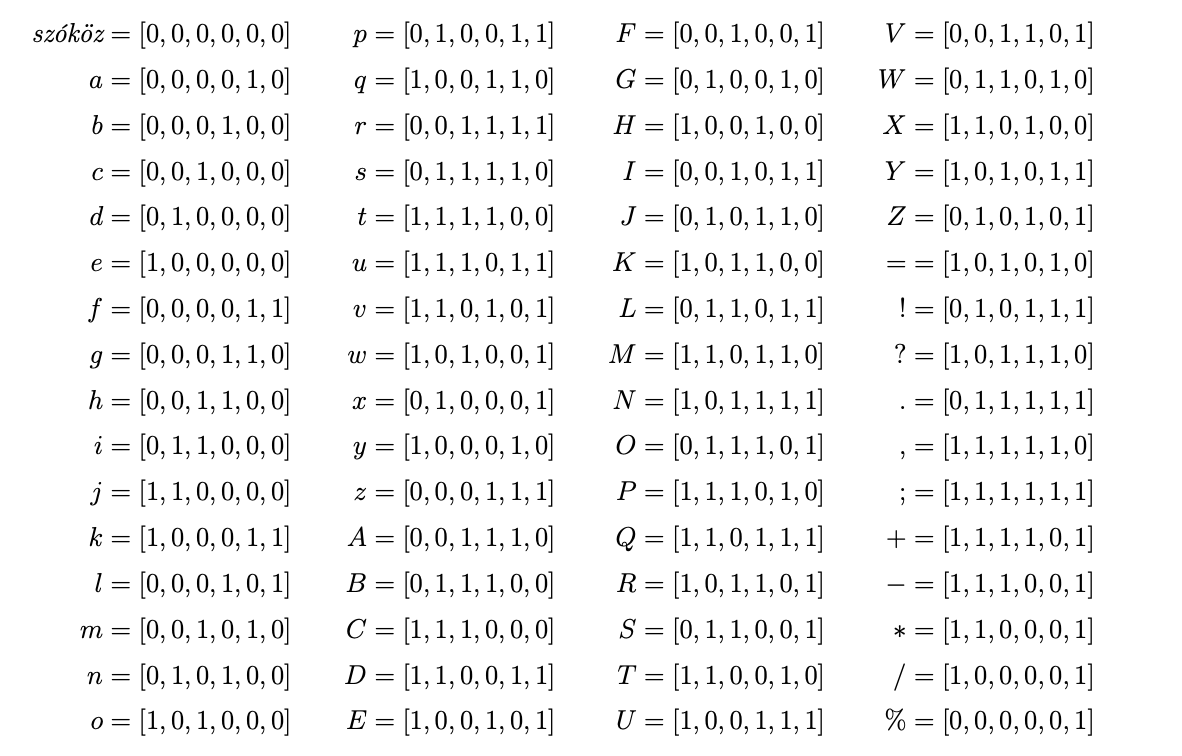 szóköz = [0, 0, 0, 0, 0, 0] p = [0, 1, 0, 0, 1, 1] F = [0, 0, 1, 0, 0, 1] V = [0, 0, 1, 1, 0, 1]
a = [0, 0, 0, 0, 1, 0] q = [1, 0, 0, 1, 1, 0] G = [0, 1, 0, 0, 1, 0] W = [0, 1, 1, 0, 1, 0]
b = [0, 0, 0, 1, 0, 0] r = [0, 0, 1, 1, 1, 1] H = [1, 0, 0, 1, 0, 0] X = [1, 1, 0, 1, 0, 0]
c = [0, 0, 1, 0, 0, 0] s = [0, 1, 1, 1, 1, 0] I = [0, 0, 1, 0, 1, 1] Y = [1, 0, 1, 0, 1, 1]
d = [0, 1, 0, 0, 0, 0] t = [1, 1, 1, 1, 0, 0] J = [0, 1, 0, 1, 1, 0] Z = [0, 1, 0, 1, 0, 1]
e = [1, 0, 0, 0, 0, 0] u = [1, 1, 1, 0, 1, 1] K = [1, 0, 1, 1, 0, 0] = = [1, 0, 1, 0, 1, 0]
f = [0, 0, 0, 0, 1, 1] v = [1, 1, 0, 1, 0, 1] L = [0, 1, 1, 0, 1, 1] ! = [0, 1, 0, 1, 1, 1]
g = [0, 0, 0, 1, 1, 0] w = [1, 0, 1, 0, 0, 1] M = [1, 1, 0, 1, 1, 0] ? = [1, 0, 1, 1, 1, 0]
h = [0, 0, 1, 1, 0, 0] x = [0, 1, 0, 0, 0, 1] N = [1, 0, 1, 1, 1, 1] . = [0, 1, 1, 1, 1, 1]
i = [0, 1, 1, 0, 0, 0] y = [1, 0, 0, 0, 1, 0] O = [0, 1, 1, 1, 0, 1] , = [1, 1, 1, 1, 1, 0]
j = [1, 1, 0, 0, 0, 0] z = [0, 0, 0, 1, 1, 1] P = [1, 1, 1, 0, 1, 0] ; = [1, 1, 1, 1, 1, 1]
k = [1, 0, 0, 0, 1, 1] A = [0, 0, 1, 1, 1, 0] Q = [1, 1, 0, 1, 1, 1] + = [1, 1, 1, 1, 0, 1]
l = [0, 0, 0, 1, 0, 1] B = [0, 1, 1, 1, 0, 0] R = [1, 0, 1, 1, 0, 1] − = [1, 1, 1, 0, 0, 1]
m = [0, 0, 1, 0, 1, 0] C = [1, 1, 1, 0, 0, 0] S = [0, 1, 1, 0, 0, 1] ∗ = [1, 1, 0, 0, 0, 1]
n = [0, 1, 0, 1, 0, 0] D = [1, 1, 0, 0, 1, 1] T = [1, 1, 0, 0, 1, 0] / = [1, 0, 0, 0, 0, 1]
o = [1, 0, 1, 0, 0, 0] E = [1, 0, 0, 1, 0, 1] U = [1, 0, 0, 1, 1, 1] % = [0, 0, 0, 0, 0, 1]